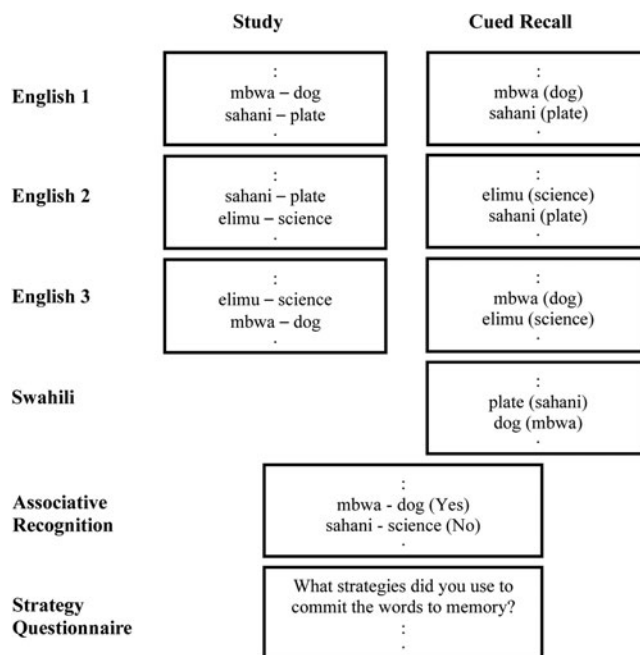 Study Cued Recall
English 1
:
mbwa – dog
sahani – plate
.
:
mbwa (dog)
sahani (plate)
.
English 2
:
sahani – plate
elimu – science
.
:
elimu (science)
sahani (plate)
.
English 3
:
elimu – science
mbwa – dog
.
:
mbwa (dog)
elimu (science)
.
Swahili
:
plate (sahani)
dog (mbwa)
.
Associative
Recognition
:
mbwa - dog (Yes)
sahani - science (No)
.
Strategy
Questionnaire
What strategies did you use to
commit the words to memory?
:
: